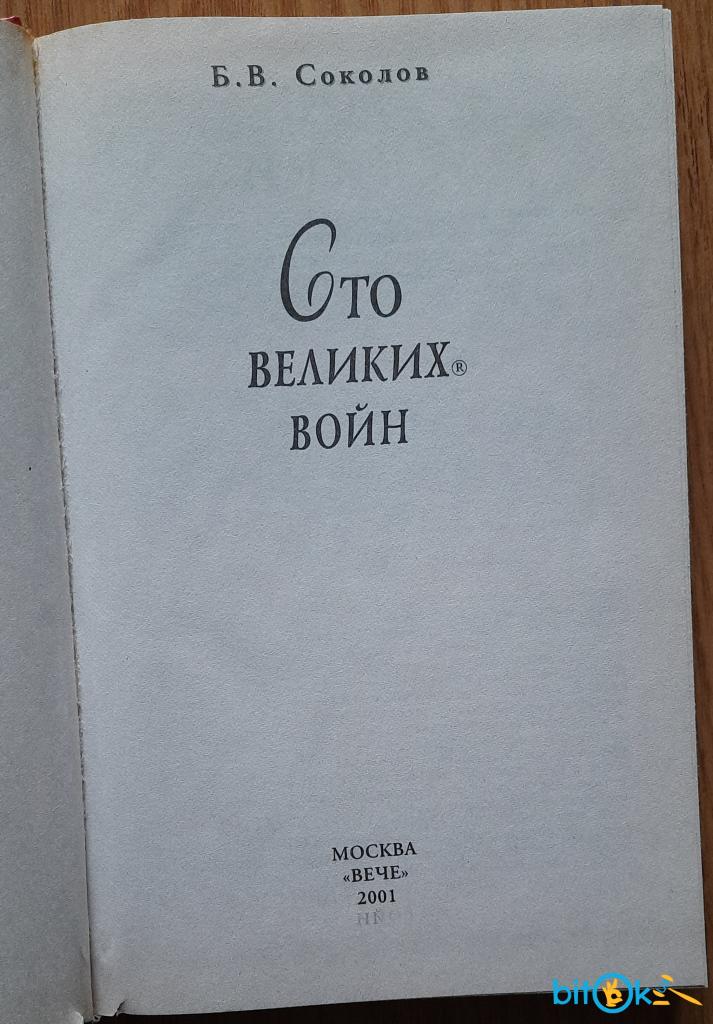 Б.В. Соколов
Сто
ВЕЛИКИХ®
ВОЙН
МОСКВА
«ВЕЧЕ»
2001
bitok